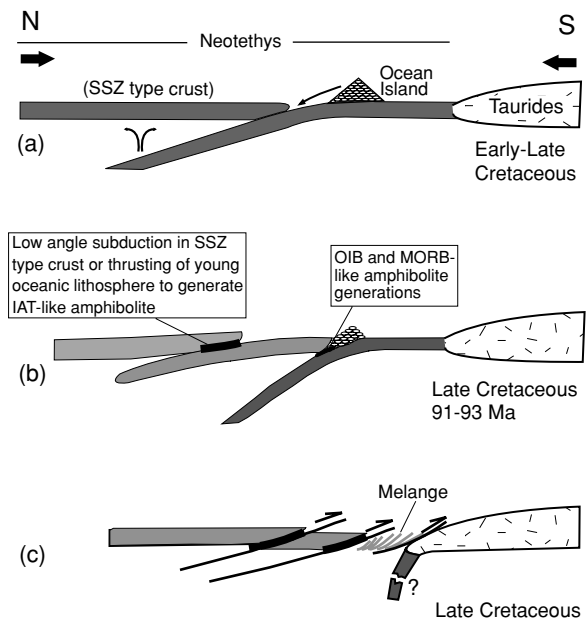 N
S
Neotethys
(SSZ type crust)
Ocean
Island
Taurides
(a)
Early-Late
Cretaceous
Low angle subduction in SSZ
type crust or thrusting of young
oceanic lithosphere to generate
IAT-like amphibolite
OIB and MORB-
like amphibolite
generations
(b)
Late Cretaceous
91-93 Ma
Melange
(c)
?
Late Cretaceous